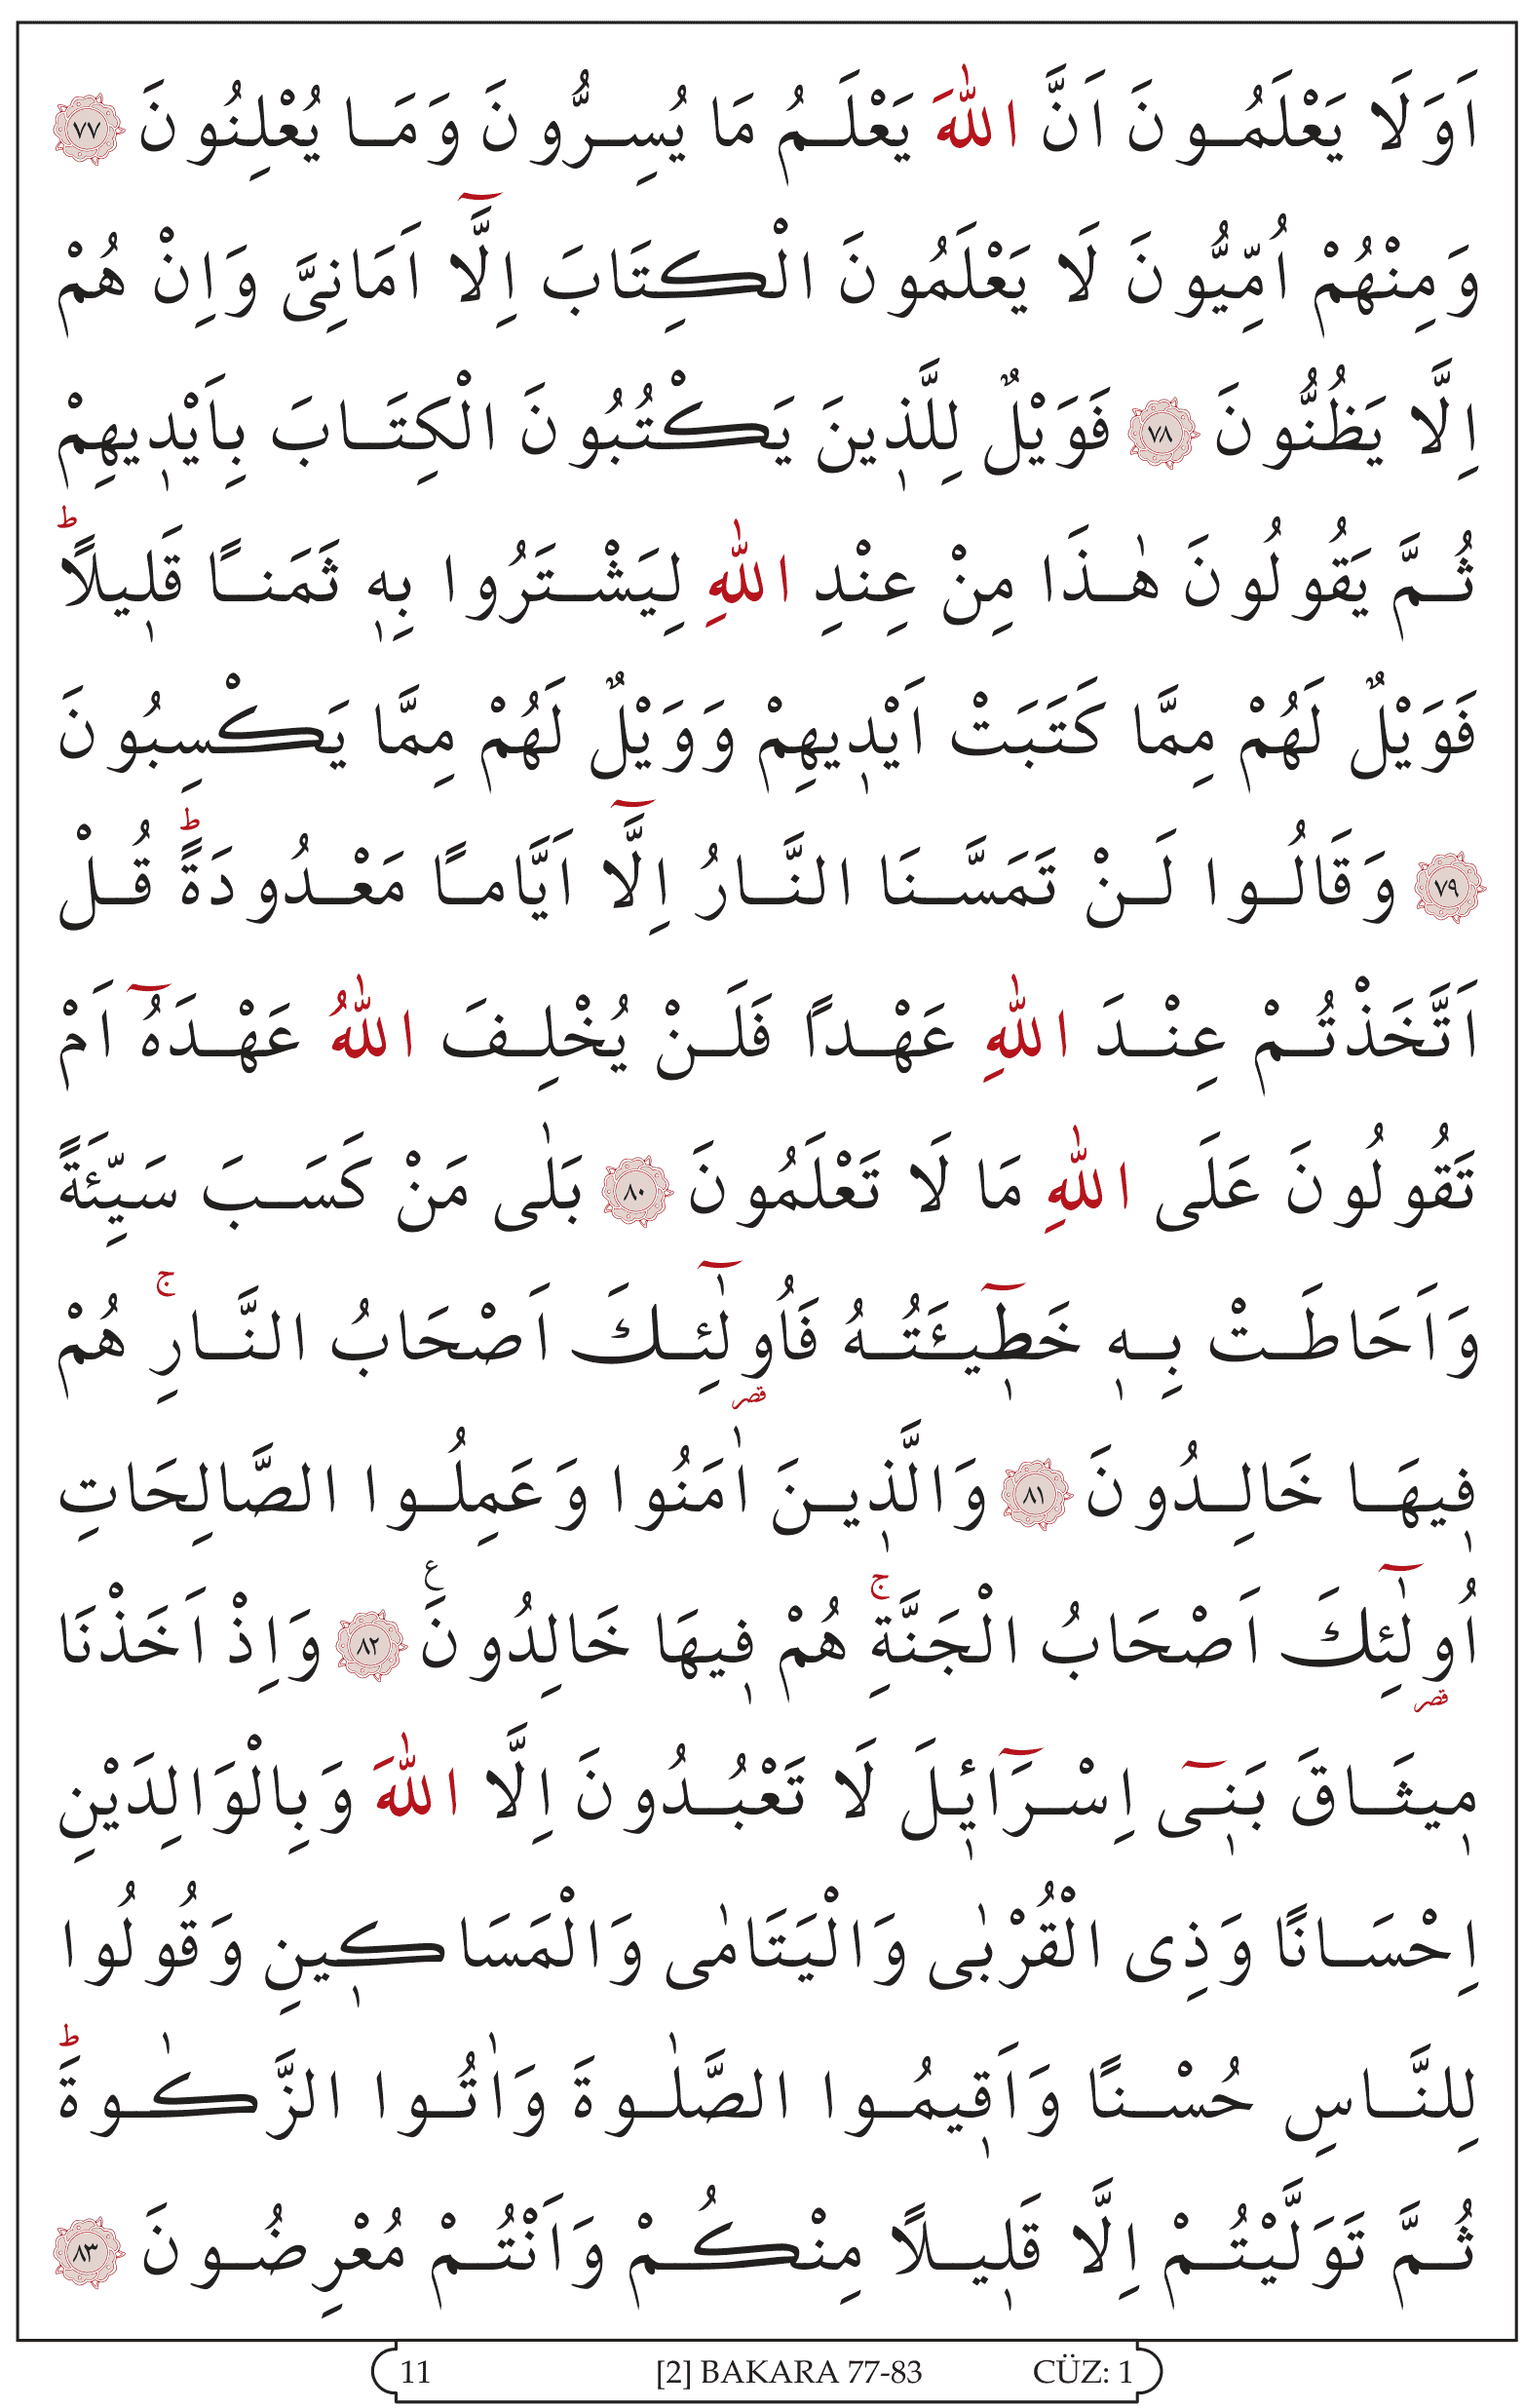 اَوَلَا يَعْلَمُونَ اَنَّ اللّٰهَ يَعْلَمُ مَا يُسِرُّونَ وَمَا يُعْلِنُونَ ﴿٧٧﴾
وَمِنْهُمْ اُمِّيُّونَ لَا يَعْلَمُونَ الْكِتَابَ اِلَّٓا اَمَانِىَّ وَاِنْ هُمْ
اِلَّا يَظُنُّونَ ﴿٧٨﴾ فَوَيْلٌ لِلَّذ۪ينَ يَكْتُبُونَ الْكِتَابَ بِاَيْد۪يهِمْ
ثُمَّ يَقُولُونَ هٰذَا مِنْ عِنْدِ اللّٰهِ لِيَشْتَرُوا بِه۪ ثَمَنًا قَل۪يلًاۜ
فَوَيْلٌ لَهُمْ مِمَّا كَتَبَتْ اَيْد۪يهِمْ وَوَيْلٌ لَهُمْ مِمَّا يَكْسِبُونَ
﴿٧٩﴾ وَقَالُوا لَنْ تَمَسَّنَا النَّارُ اِلَّٓا اَيَّامًا مَعْدُودَةًۜ قُلْ
اَتَّخَذْتُمْ عِنْدَ اللّٰهِ عَهْدًا فَلَنْ يُخْلِفَ اللّٰهُ عَهْدَهُٓ اَمْ
تَقُولُونَ عَلَى اللّٰهِ مَا لَا تَعْلَمُونَ ﴿٨٠﴾ بَلٰى مَنْ كَسَبَ سَيِّئَةً
وَاَحَاطَتْ بِه۪ خَط۪ٓيـَٔتُهُ فَاُو۬لٰٓئِكَ اَصْحَابُ النَّارِۚ هُمْ
ف۪يهَا خَالِدُونَ ﴿٨١﴾ وَالَّذ۪ينَ اٰمَنُوا وَعَمِلُوا الصَّالِحَاتِ
اُو۬لٰٓئِكَ اَصْحَابُ الْجَنَّةِۚ هُمْ ف۪يهَا خَالِدُونَ۟ ﴿٨٢﴾ وَاِذْ اَخَذْنَا
م۪يثَاقَ بَن۪ٓى اِسْرَٓائ۪لَ لَا تَعْبُدُونَ اِلَّا اللّٰهَ وَبِالْوَالِدَيْنِ
اِحْسَانًا وَذِى الْقُرْبٰى وَالْيَتَامٰى وَالْمَسَاك۪ينِ وَقُولُوا
لِلنَّاسِ حُسْنًا وَاَق۪يمُوا الصَّلٰوةَ وَاٰتُوا الزَّكٰوةَۜ
ثُمَّ تَوَلَّيْتُمْ اِلَّا قَل۪يلًا مِنْكُمْ وَاَنْتُمْ مُعْرِضُونَ ﴿٨٣﴾
11 [2] BAKARA 77-83 CÜZ: 1